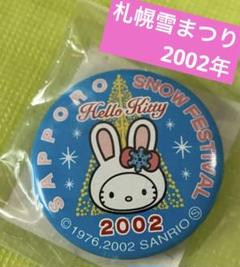 札幌雪まつり
2002年
SAPPORO SNOW FESTIVAL
Hello Kitty
2002
©1976,2002 SANRIO Ⓢ